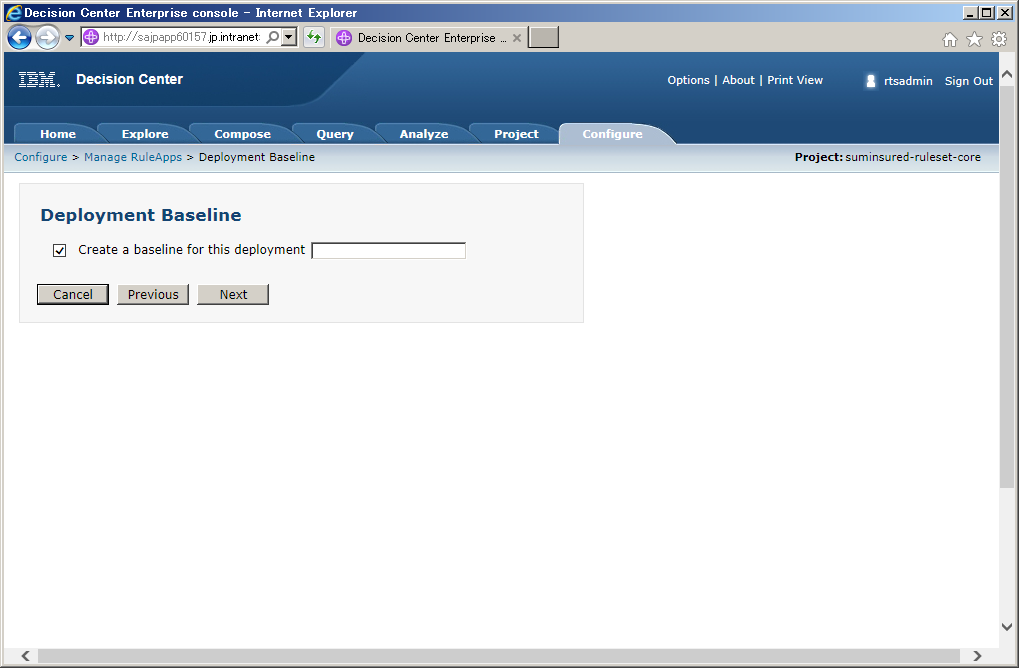 Decision Center Enterprise console - Internet Explorer
http://sajpapp60157.jp.intranet:
Decision Center Enterprise ...
IBM. Decision Center
Options | About | Print View rtsadmin Sign Out
Home Explore Compose Query Analyze Project Configure
Configure > Manage RuleApps > Deployment Baseline Project: suminsured-ruleset-core
Deployment Baseline
Create a baseline for this deployment
Cancel Previous Next